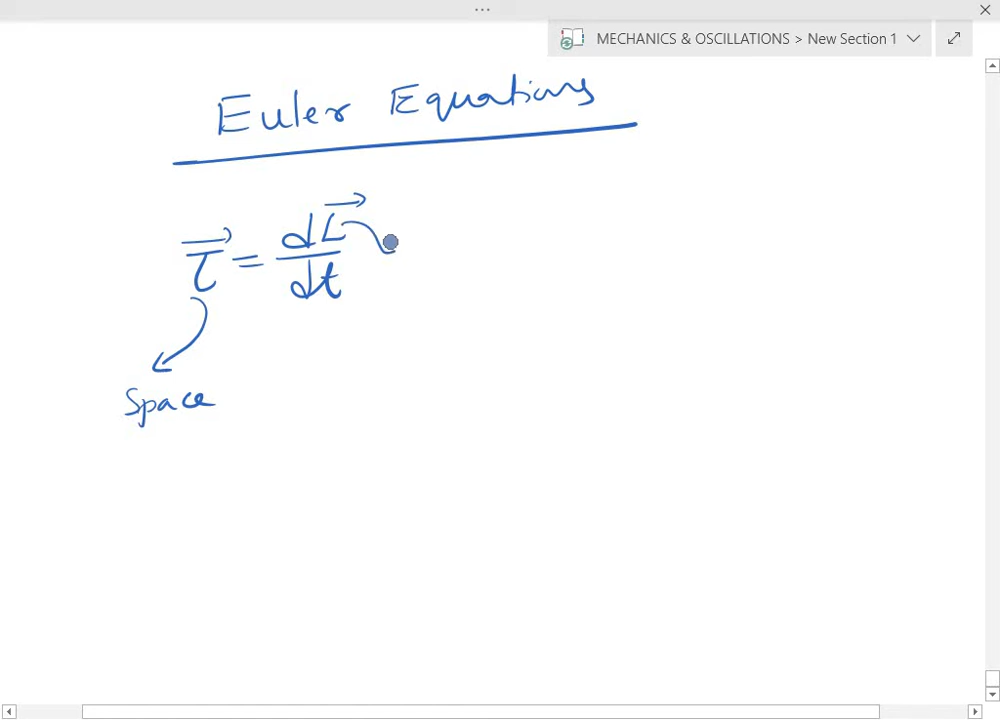 MECHANICS & OSCILLATIONS > New Section 1
Euler Equations
τ⃗ = dL⃗/dt
Space